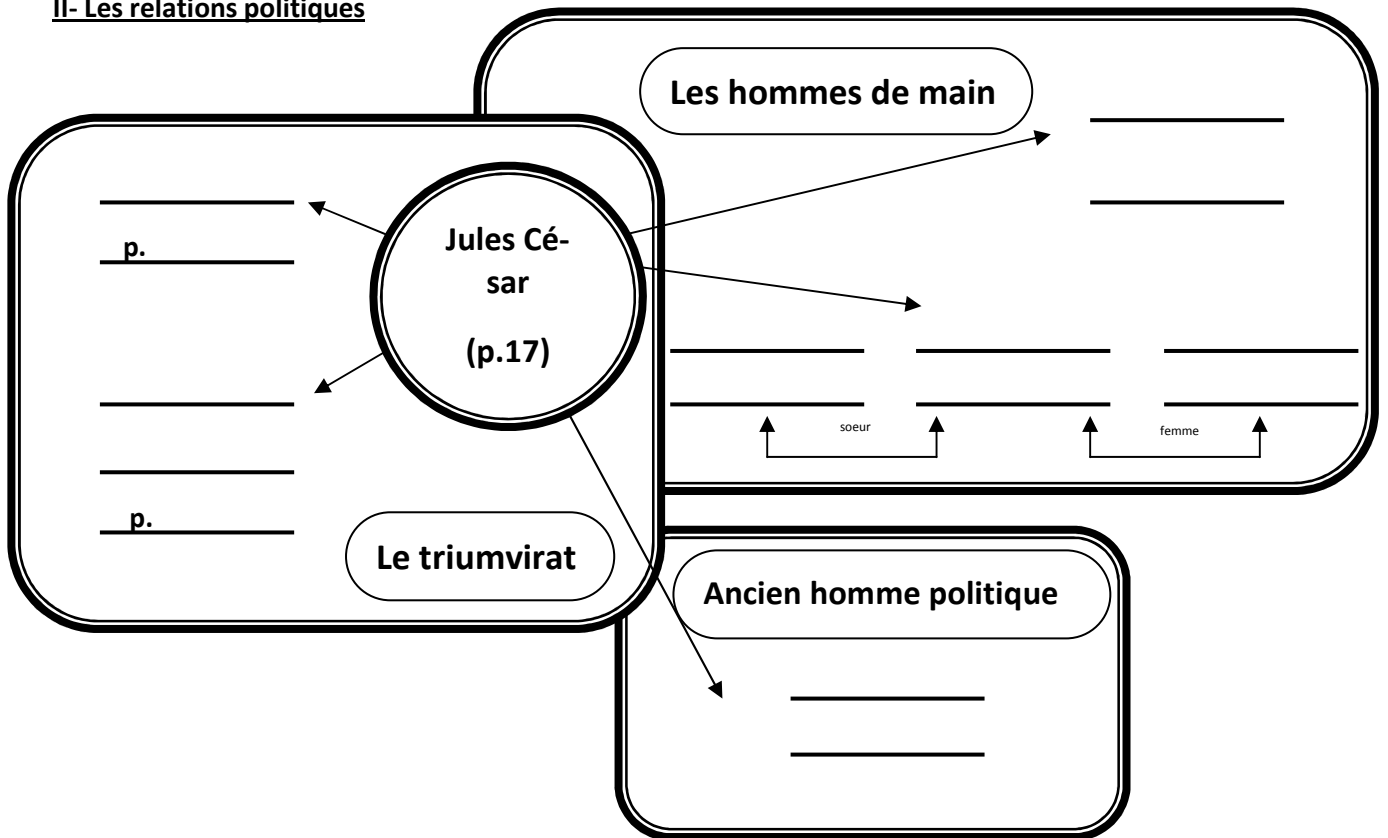 II- Les relations politiques
Les hommes de main
p.
Jules Cé-
sar
(p.17)
soeur
femme
p.
Le triumvirat
Ancien homme politique